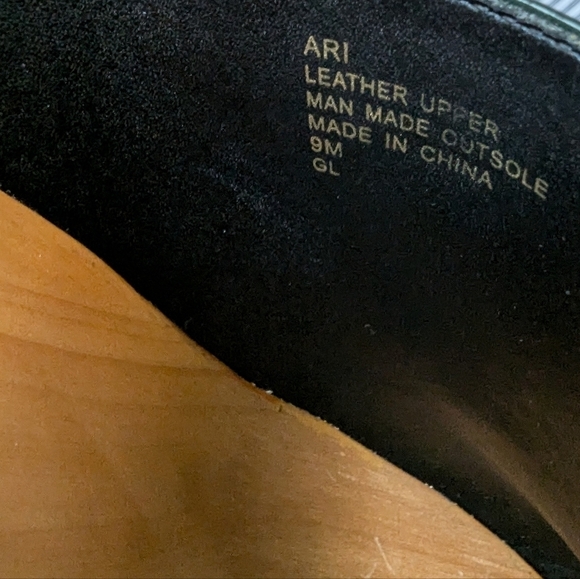 ARI
LEATHER UPPER
MAN MADE OUTSOLE
MADE IN CHINA
9M
GL